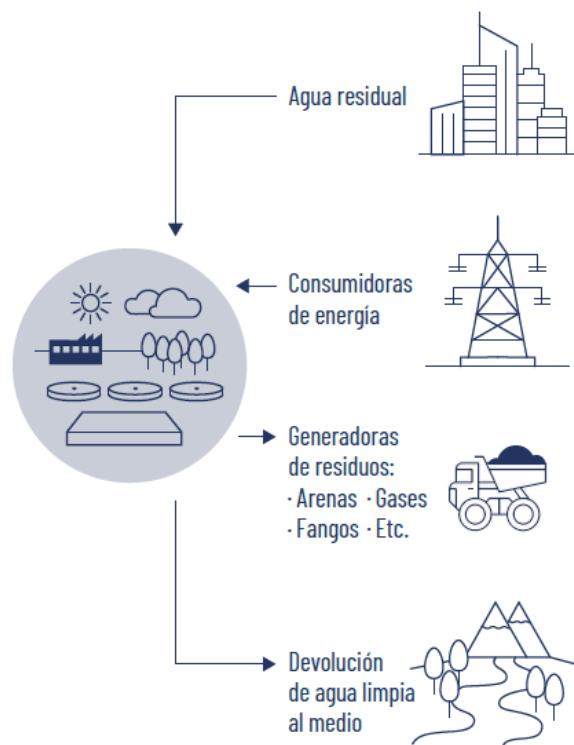 Agua residual
Consumidoras
de energía
Generadoras
de residuos:
· Arenas · Gases
· Fangos · Etc.
Devolución
de agua limpia
al medio